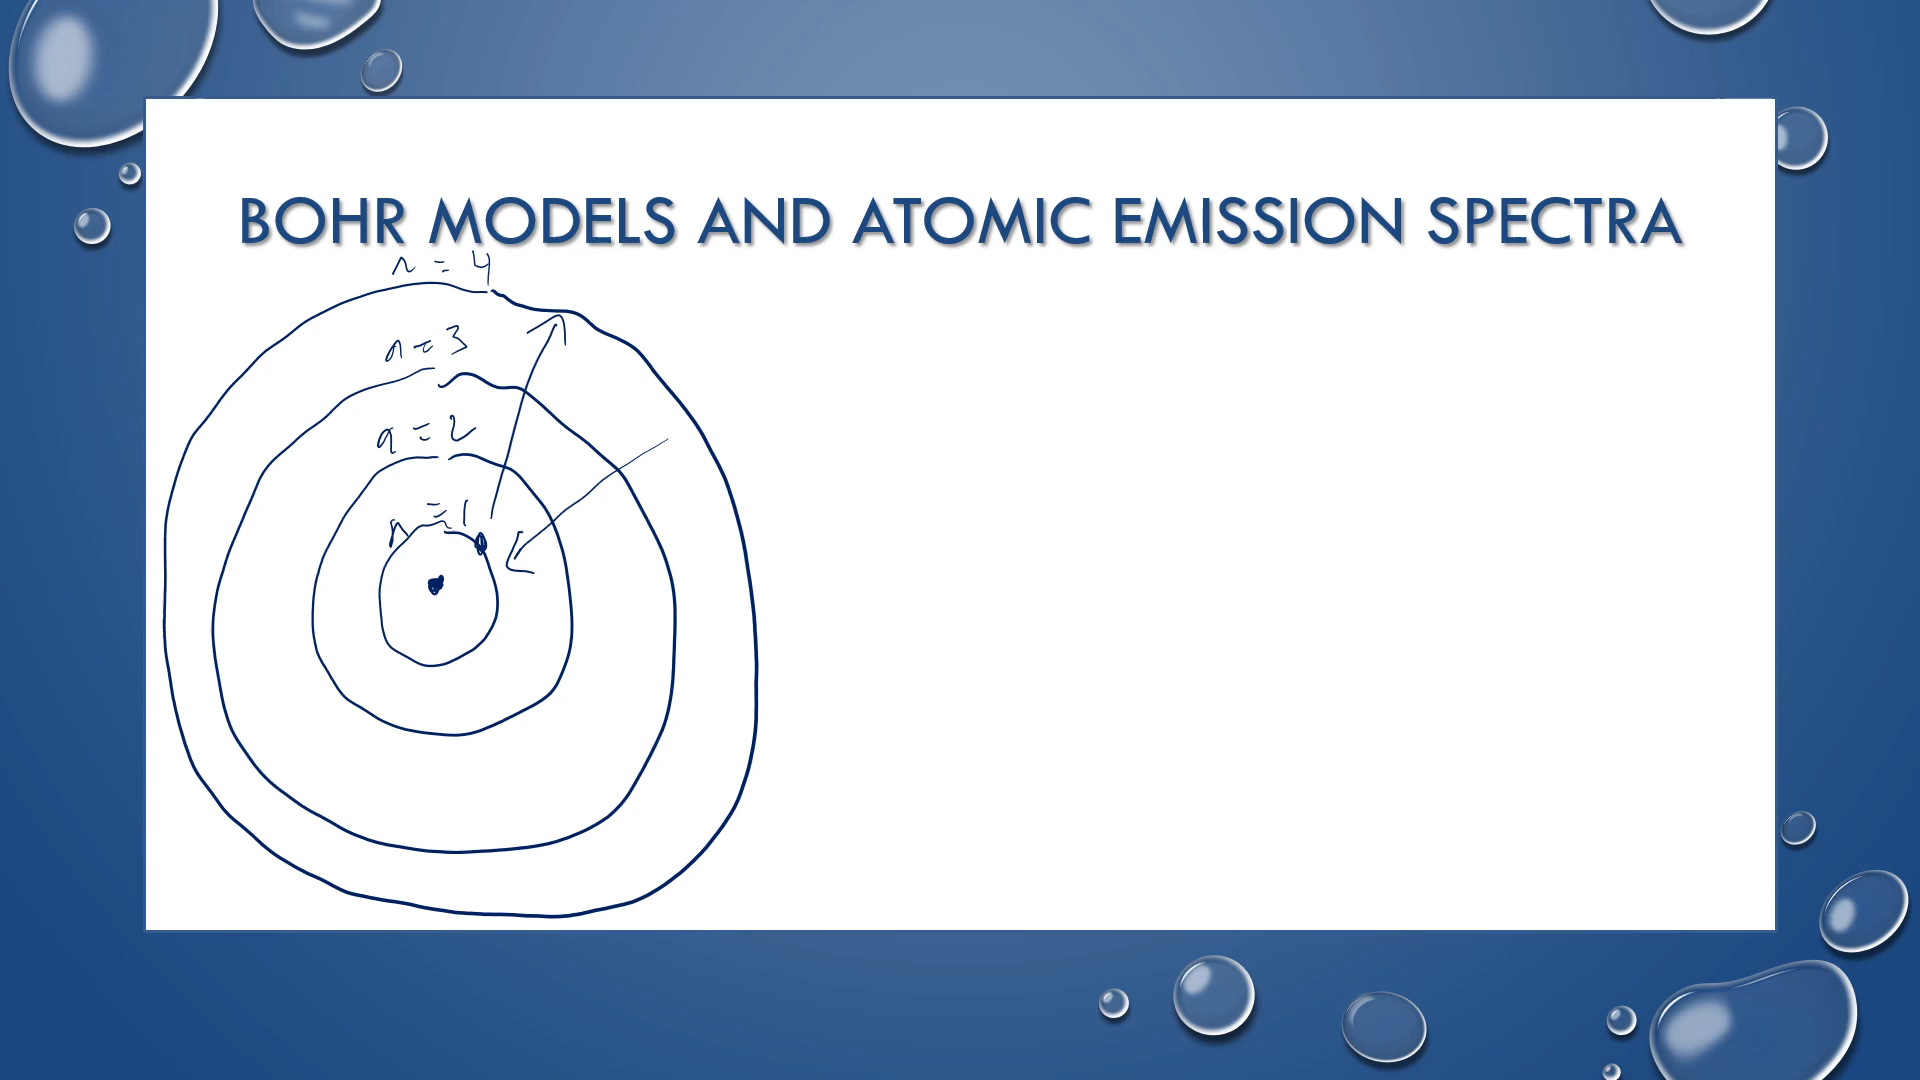 BOHR MODELS AND ATOMIC EMISSION SPECTRA
n = 4
n = 3
n = 2
n = 1